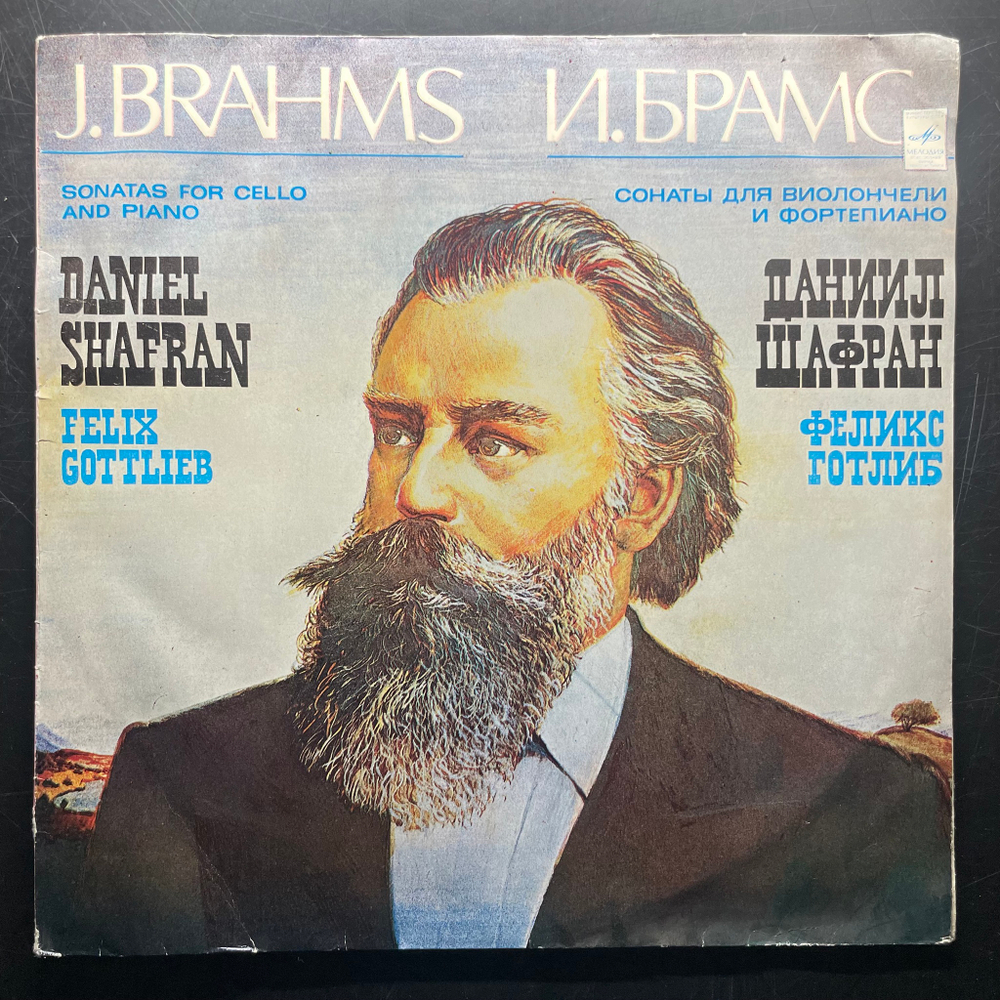 J.BRAHMS
SONATAS FOR CELLO
AND PIANO
DANIEL
SHAFRAN
FELIX
GOTTLIEB
И.БРАМС
МЕЛОДИЯ
СОНАТЫ ДЛЯ ВИОЛОНЧЕЛИ
И ФОРТЕПИАНО
ДАНИИЛ
ШАФРАН
ФЕЛИКС
ГОТЛИБ